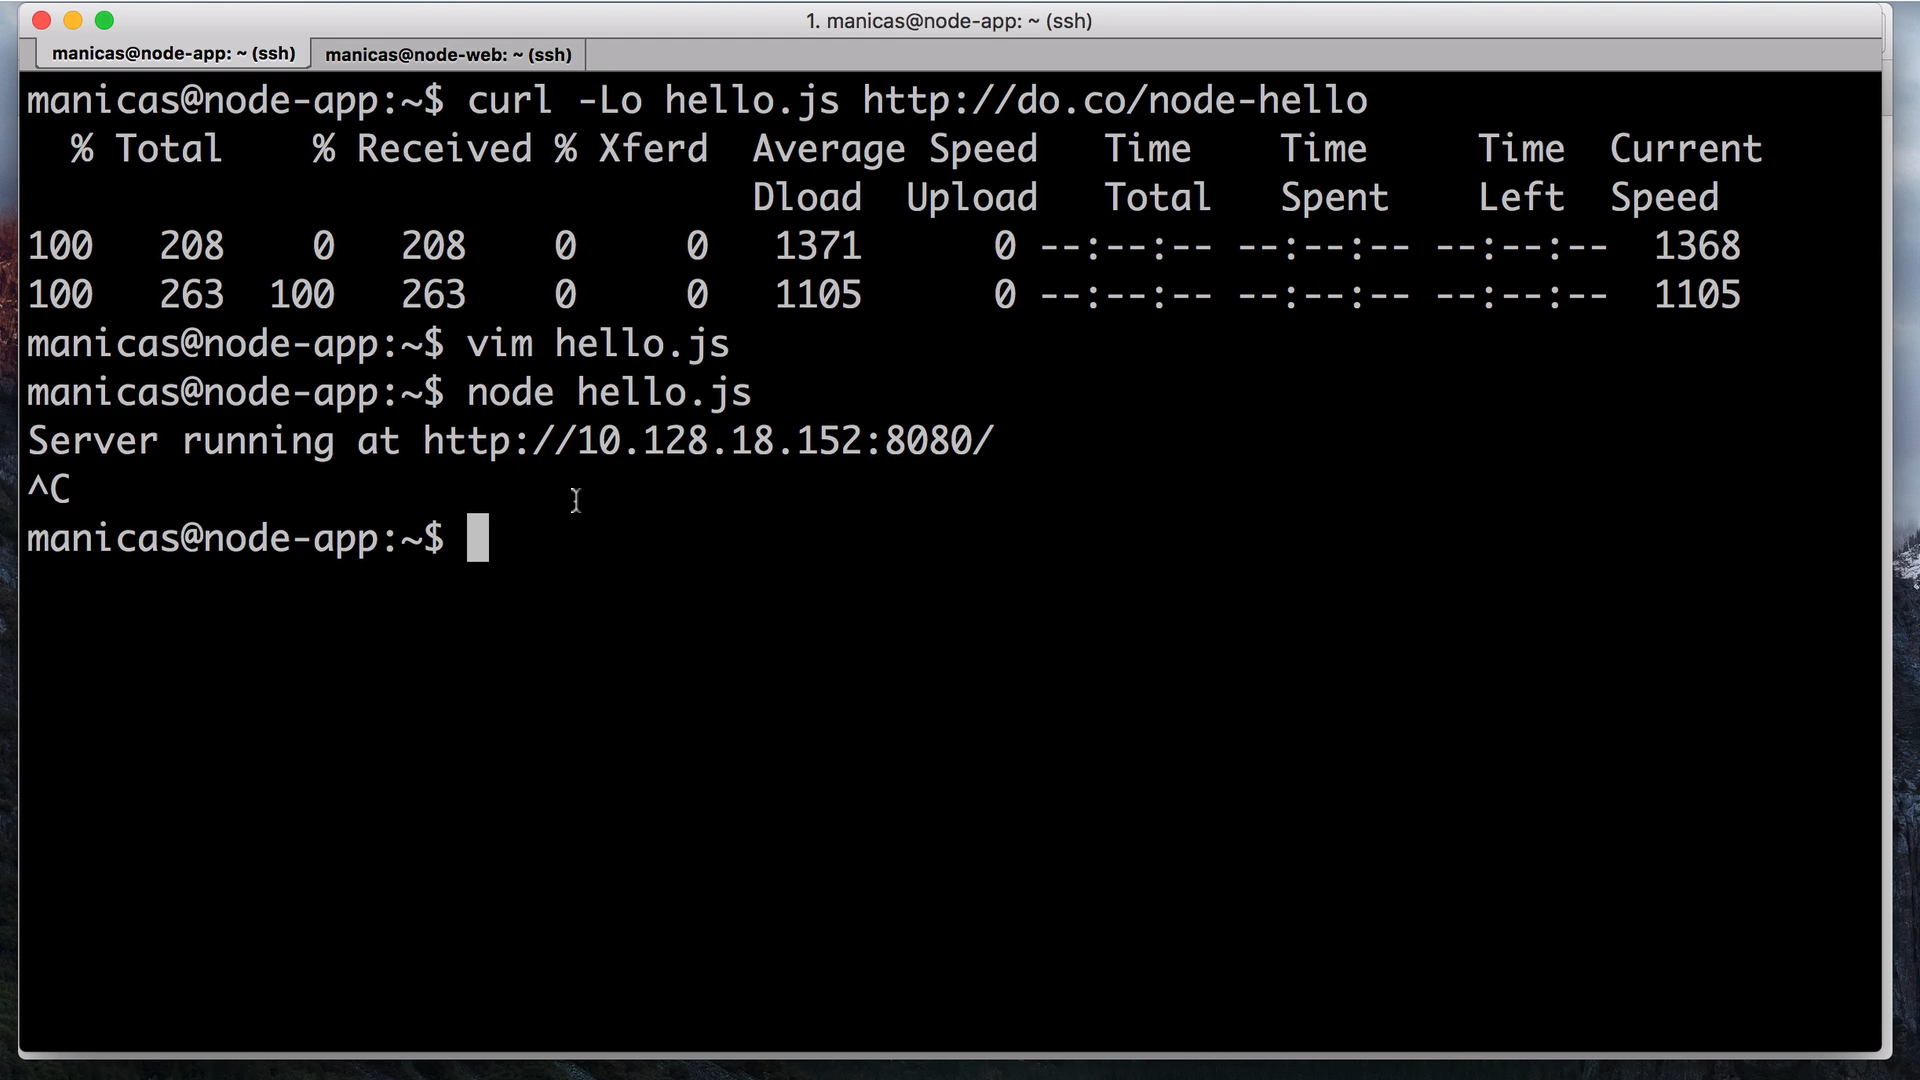 1. manicas@node-app: ~ (ssh)
manicas@node-app: ~ (ssh) manicas@node-web: ~ (ssh)
manicas@node-app:~$ curl -Lo hello.js http://do.co/node-hello
  % Total    % Received % Xferd  Average Speed   Time    Time     Time  Current
                                 Dload  Upload   Total   Spent    Left  Speed
100   208    0   208    0     0   1371      0 --:--:-- --:--:-- --:--:--  1368
100   263  100   263    0     0   1105      0 --:--:-- --:--:-- --:--:--  1105
manicas@node-app:~$ vim hello.js
manicas@node-app:~$ node hello.js
Server running at http://10.128.18.152:8080/
^C
manicas@node-app:~$